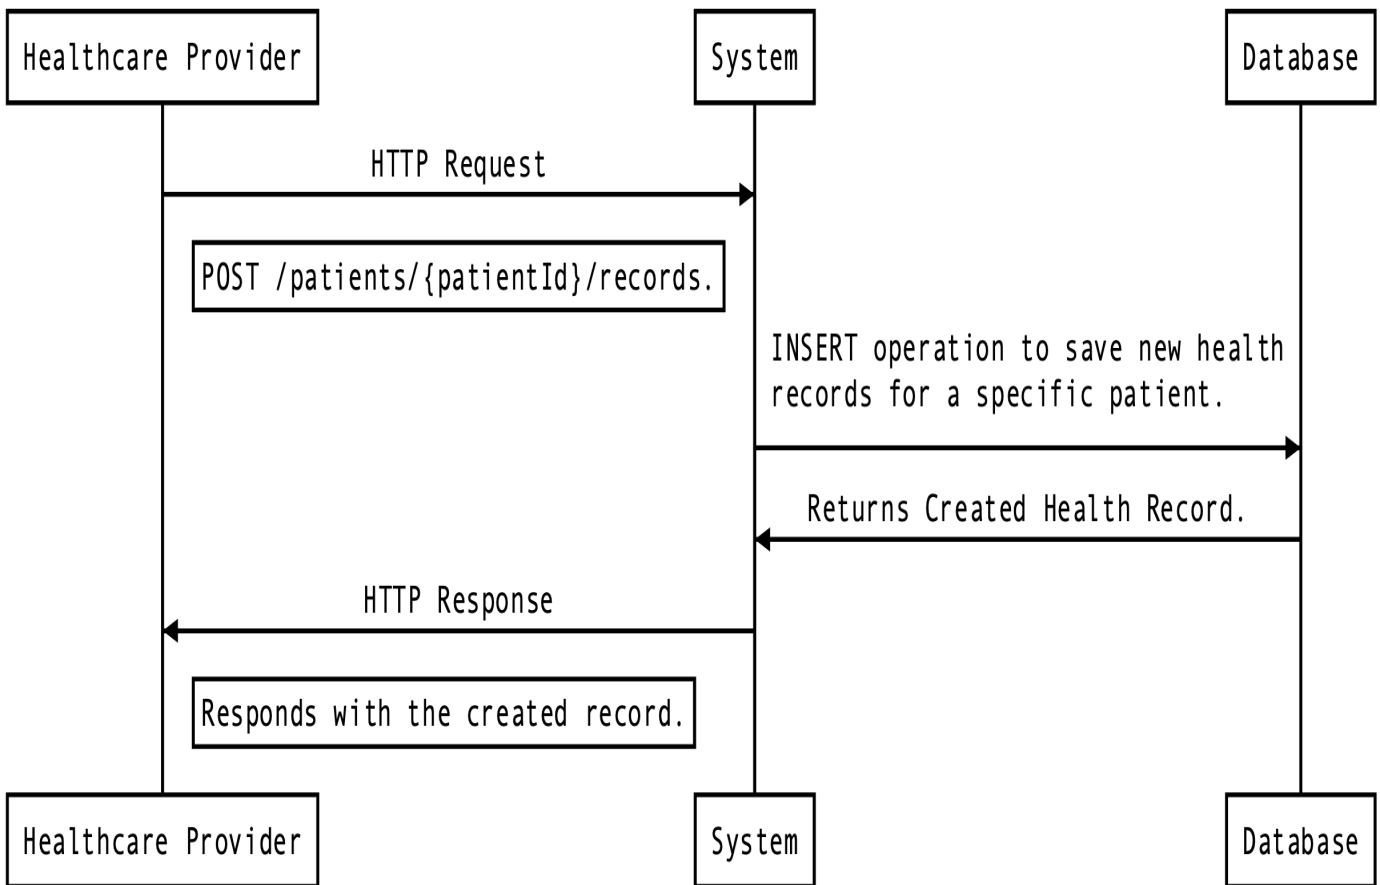 Healthcare Provider
System
Database
HTTP Request
POST /patients/{patientId}/records.
INSERT operation to save new health
records for a specific patient.
Returns Created Health Record.
HTTP Response
Responds with the created record.
Healthcare Provider
System
Database